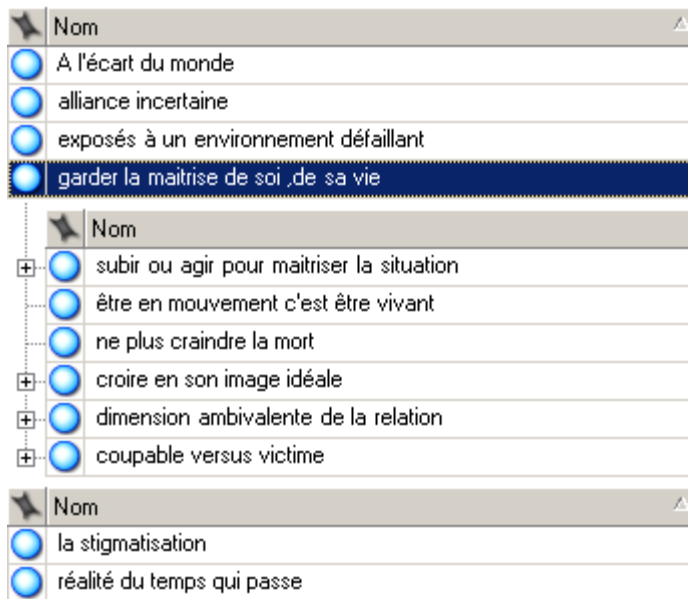 Nom
A l'écart du monde
alliance incertaine
exposés à un environnement défaillant
garder la maitrise de soi ,de sa vie
Nom
subir ou agir pour maitriser la situation
être en mouvement c'est être vivant
ne plus craindre la mort
croire en son image idéale
dimension ambivalente de la relation
coupable versus victime
Nom
la stigmatisation
réalité du temps qui passe